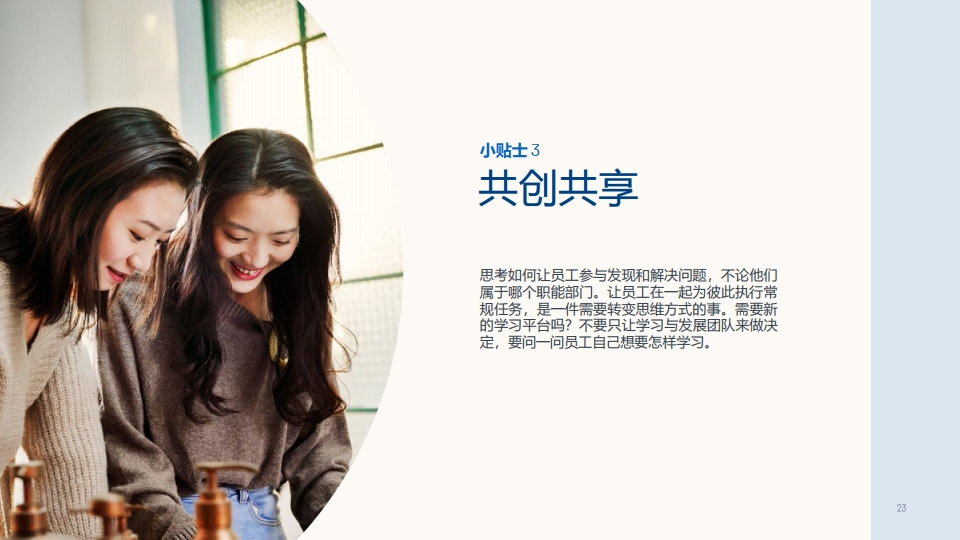 小贴士 3
共创共享
思考如何让员工参与发现和解决问题，不论他们
属于哪个职能部门。让员工在一起为彼此执行常
规任务，是一件需要转变思维方式的事。需要新
的学习平台吗？不要只让学习与发展团队来做决
定，要问一问员工自己想要怎样学习。
23